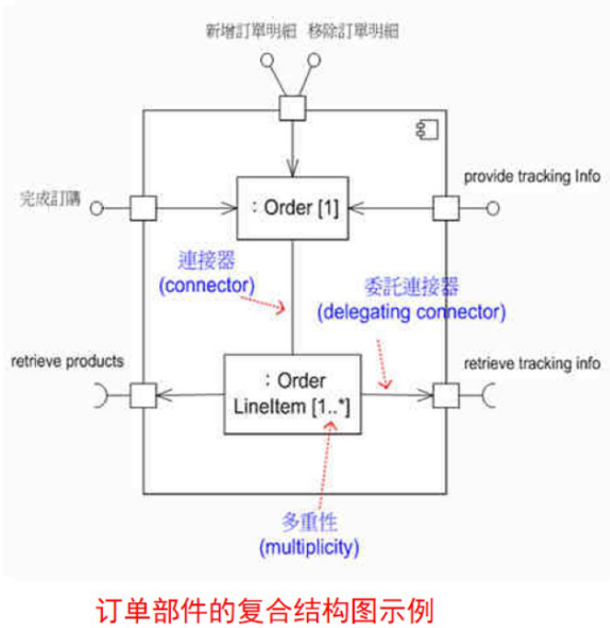 新增訂單明細 移除訂單明細
provide tracking Info
完成訂購
: Order [1]
連接器
(connector)
委託連接器
(delegating connector)
retrieve products
retrieve tracking info
: Order
LineItem [1..*]
多重性
(multiplicity)
订单部件的复合结构图示例